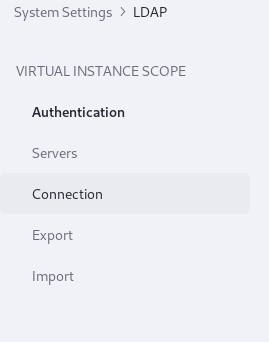 System Settings > LDAP
VIRTUAL INSTANCE SCOPE
Authentication
Servers
Connection
Export
Import